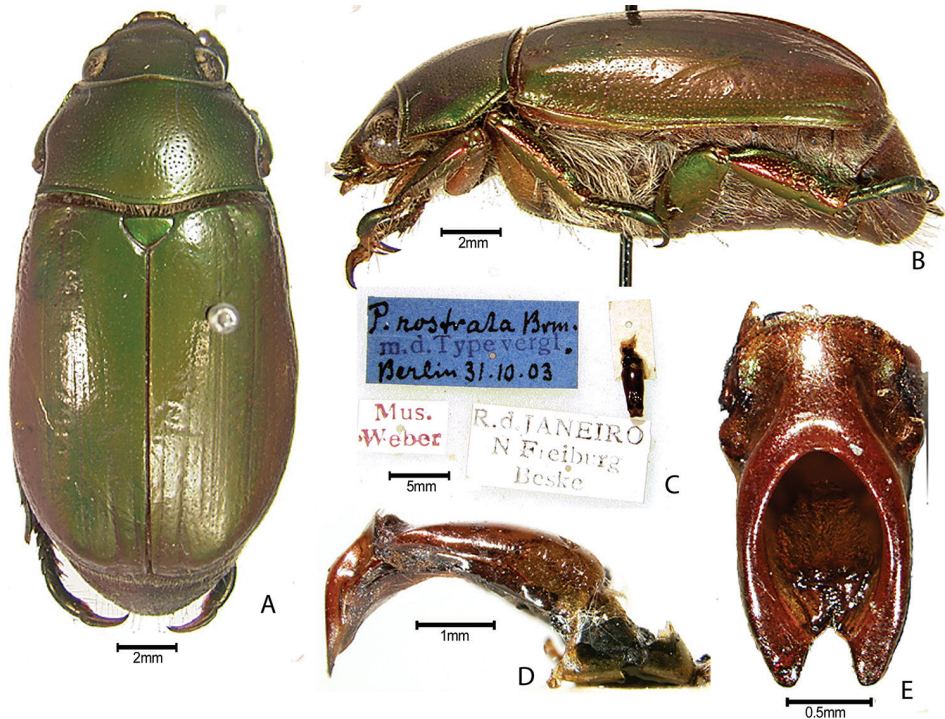 A
2mm
2mm
B
P. rostrata Brm.
m.d. Type vergl.
Berlin 31.10.03
Mus.
Weber
R.d.JANEIRO
N Freiburg
Beske
5mm
C
1mm
D
0.5mm
E